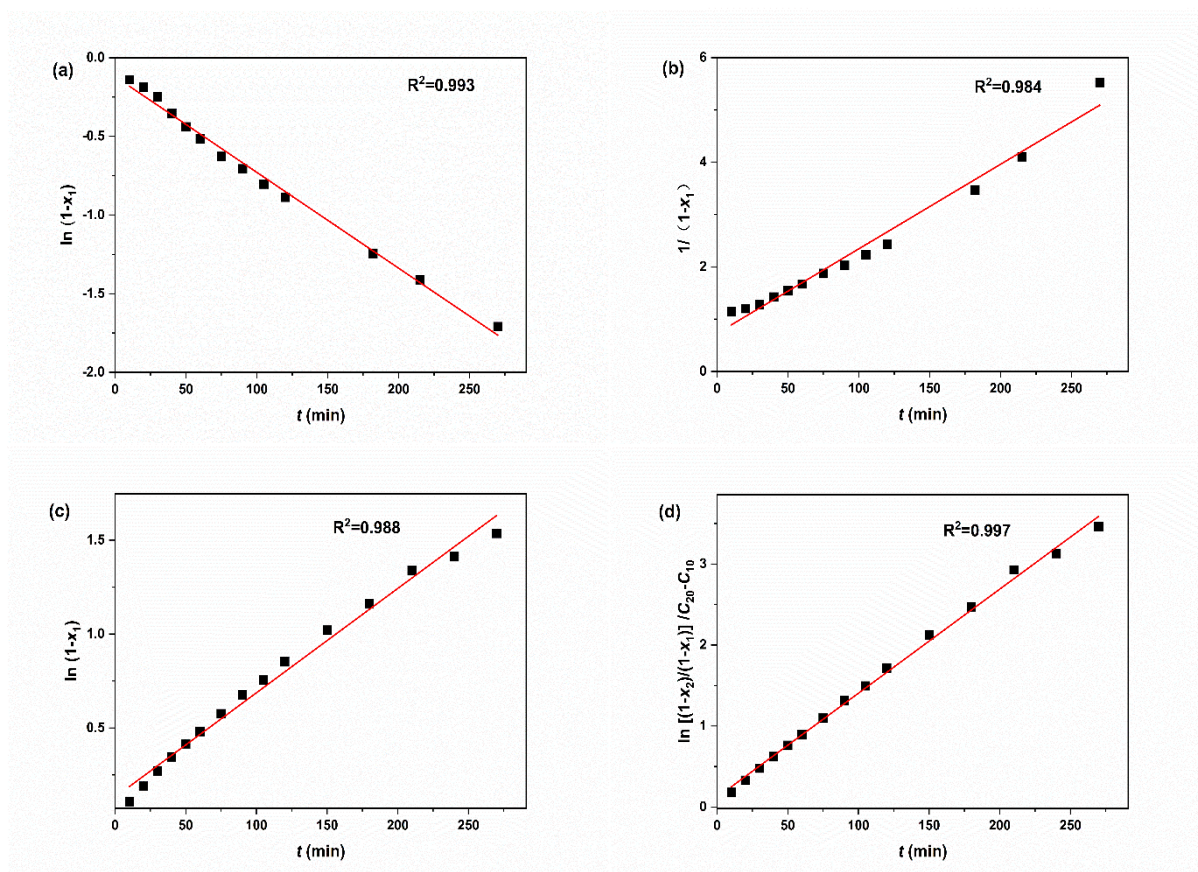 (a)
R²=0.993
ln (1-x₁)
0.0
-0.5
-1.0
-1.5
-2.0
0 50 100 150 200 250
t (min)
(b)
R²=0.984
1/（1-x₁）
6
4
2
0
0 50 100 150 200 250
t (min)
(c)
R²=0.988
ln (1-x₁)
1.5
1.0
0.5
0 50 100 150 200 250
t (min)
(d)
R²=0.997
ln [(1-x₂)/(1-x₁)] /C₂₀-C₁₀
3
2
1
0
0 50 100 150 200 250
t (min)